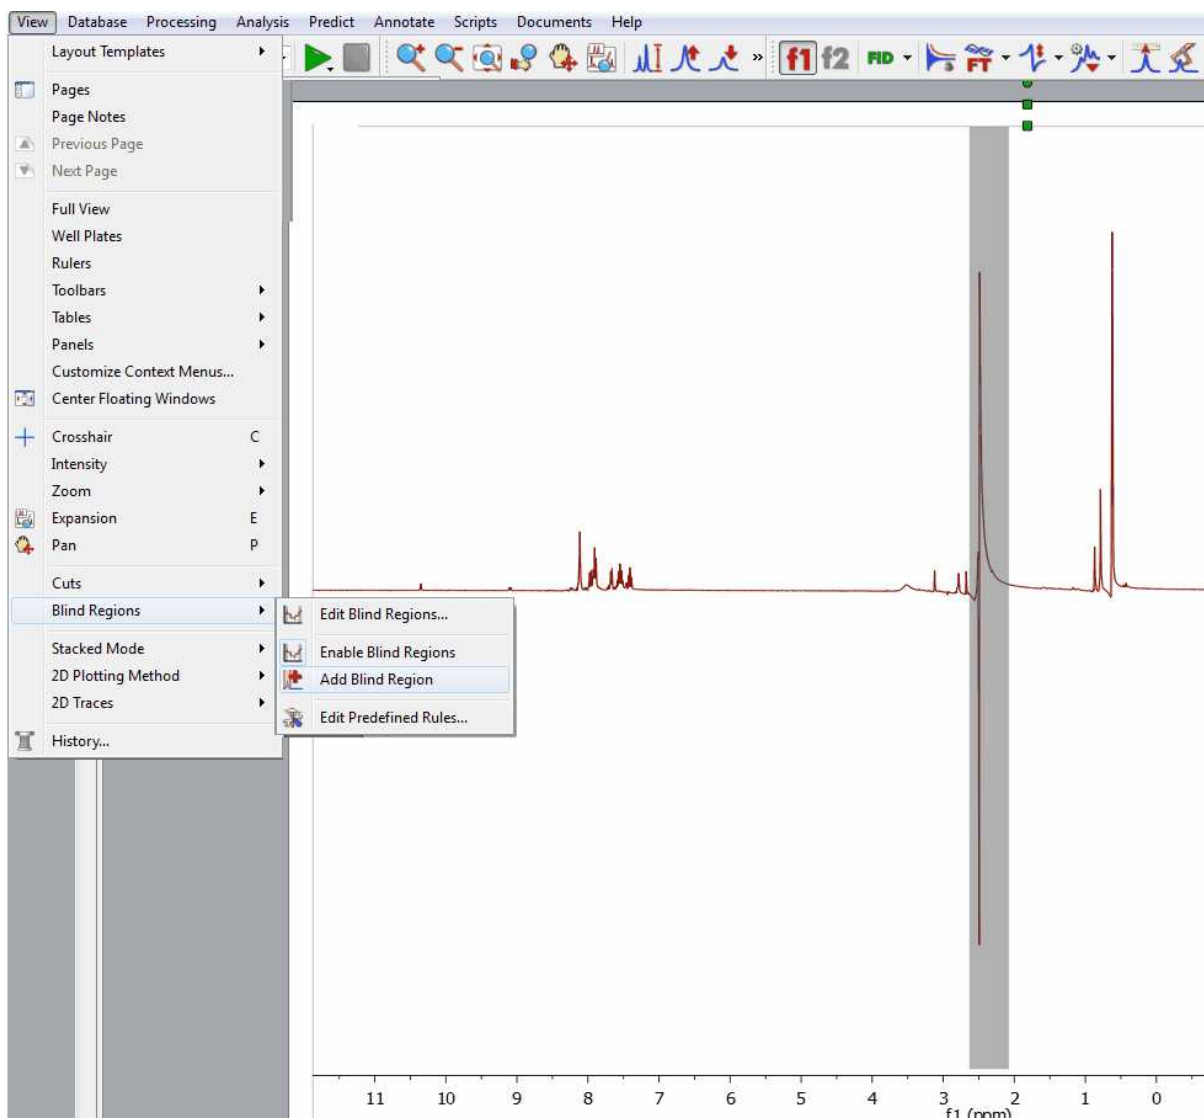 View Database Processing Analysis Predict Annotate Scripts Documents Help
Layout Templates
» f1 f2 FID FT
Pages
Page Notes
Previous Page
Next Page
Full View
Well Plates
Rulers
Toolbars
Tables
Panels
Customize Context Menus...
Center Floating Windows
Crosshair C
Intensity
Zoom
Expansion E
Pan P
Cuts
Blind Regions
Edit Blind Regions...
Enable Blind Regions
Add Blind Region
Edit Predefined Rules...
Stacked Mode
2D Plotting Method
2D Traces
History...
11 10 9 8 7 6 5 4 3 2 1 0
f1 (ppm)